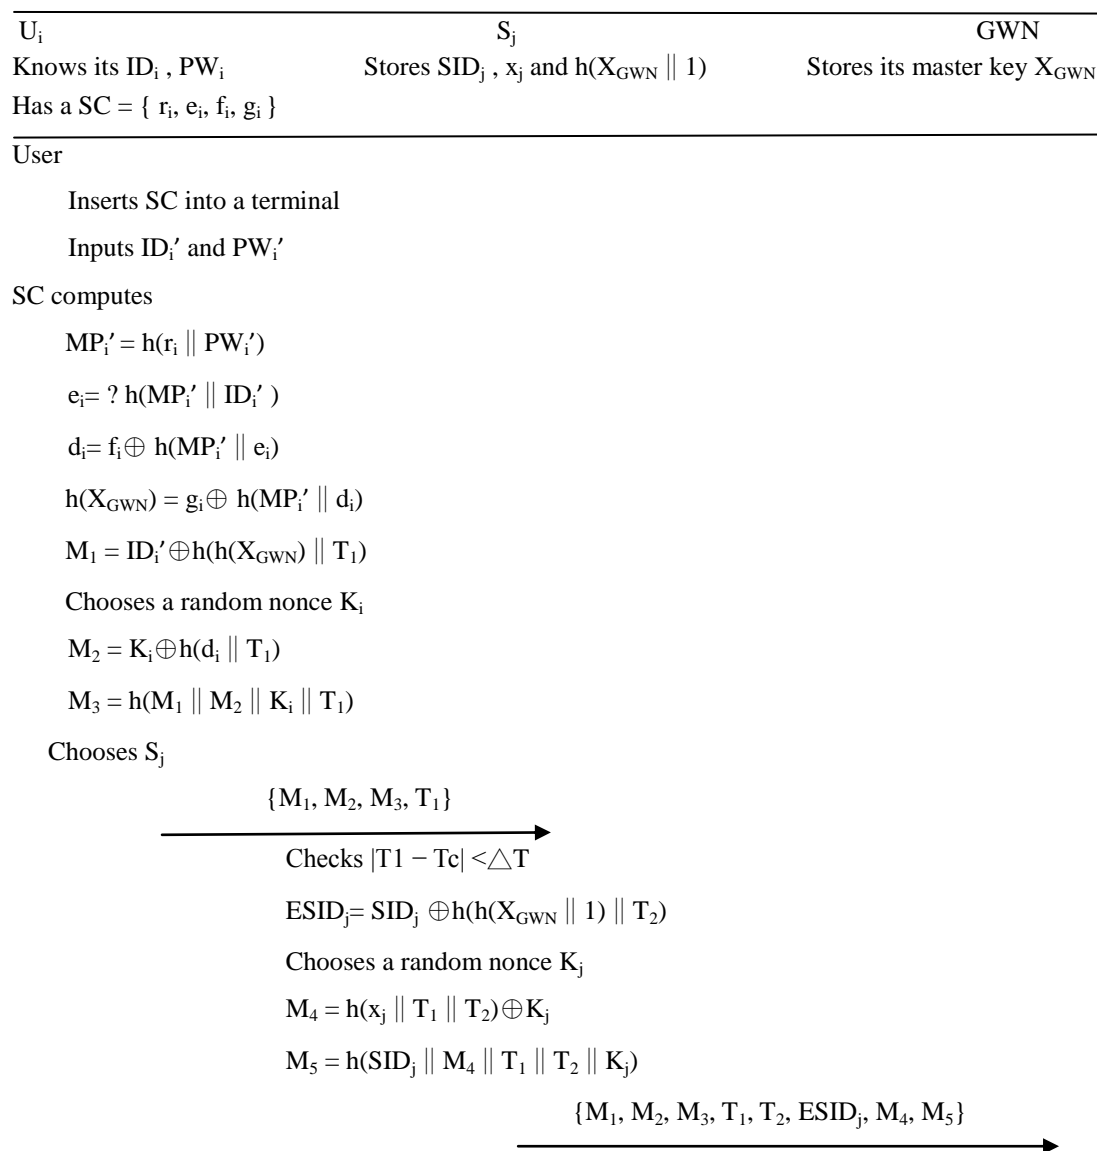 Uᵢ Sⱼ GWN
Knows its IDᵢ , PWᵢ Stores SIDⱼ , xⱼ and h(X_GWN || 1) Stores its master key X_GWN
Has a SC = { rᵢ, eᵢ, fᵢ, gᵢ }
User
Inserts SC into a terminal
Inputs IDᵢ′ and PWᵢ′
SC computes
MPᵢ′ = h(rᵢ || PWᵢ′)
eᵢ= ? h(MPᵢ′ || IDᵢ′ )
dᵢ= fᵢ⊕ h(MPᵢ′ || eᵢ)
h(X_GWN) = gᵢ⊕ h(MPᵢ′ || dᵢ)
M₁ = IDᵢ′⊕h(h(X_GWN) || T₁)
Chooses a random nonce Kᵢ
M₂ = Kᵢ⊕h(dᵢ || T₁)
M₃ = h(M₁ || M₂ || Kᵢ || T₁)
Chooses Sⱼ
{M₁, M₂, M₃, T₁}
Checks |T1 − Tc| <△T
ESIDⱼ= SIDⱼ ⊕h(h(X_GWN || 1) || T₂)
Chooses a random nonce Kⱼ
M₄ = h(xⱼ || T₁ || T₂)⊕Kⱼ
M₅ = h(SIDⱼ || M₄ || T₁ || T₂ || Kⱼ)
{M₁, M₂, M₃, T₁, T₂, ESIDⱼ, M₄, M₅}